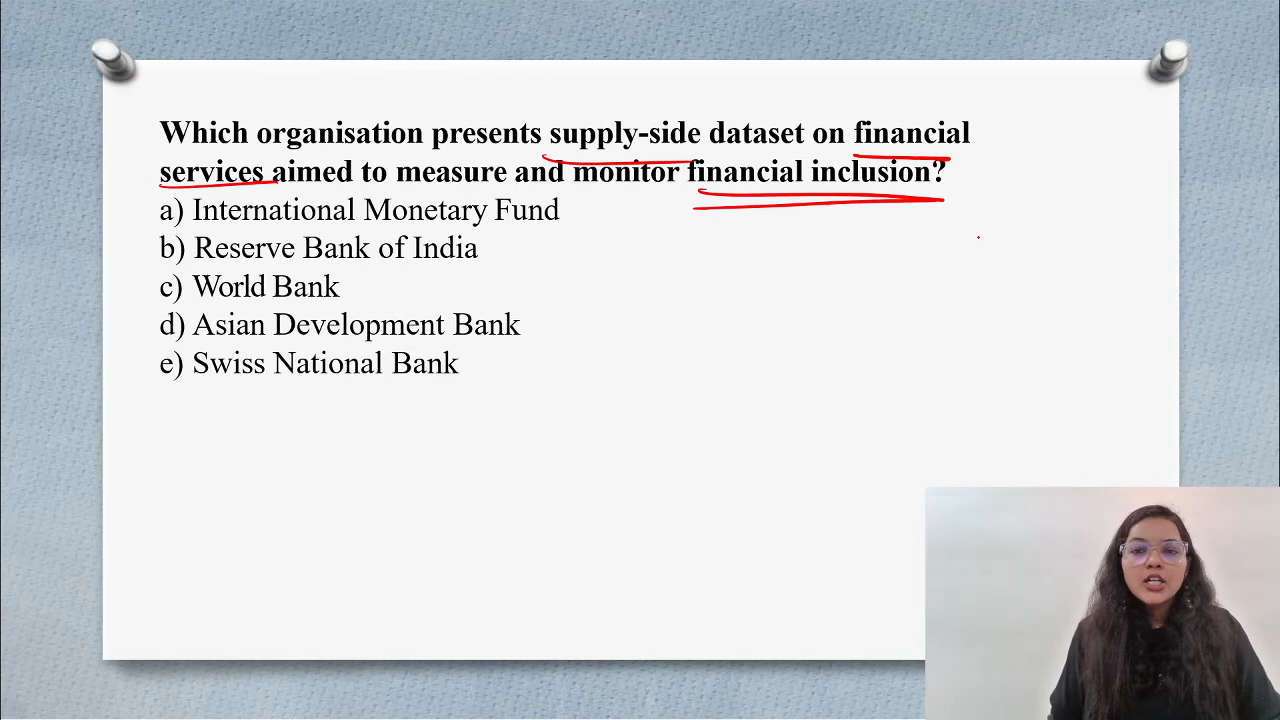 Which organisation presents supply-side dataset on financial
services aimed to measure and monitor financial inclusion?
a) International Monetary Fund
b) Reserve Bank of India
c) World Bank
d) Asian Development Bank
e) Swiss National Bank